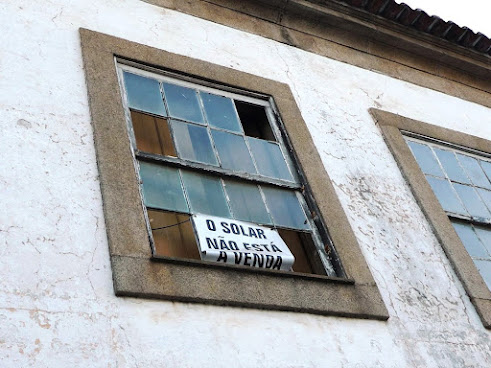 O SOLAR
NÃO ESTÁ
A VENDA